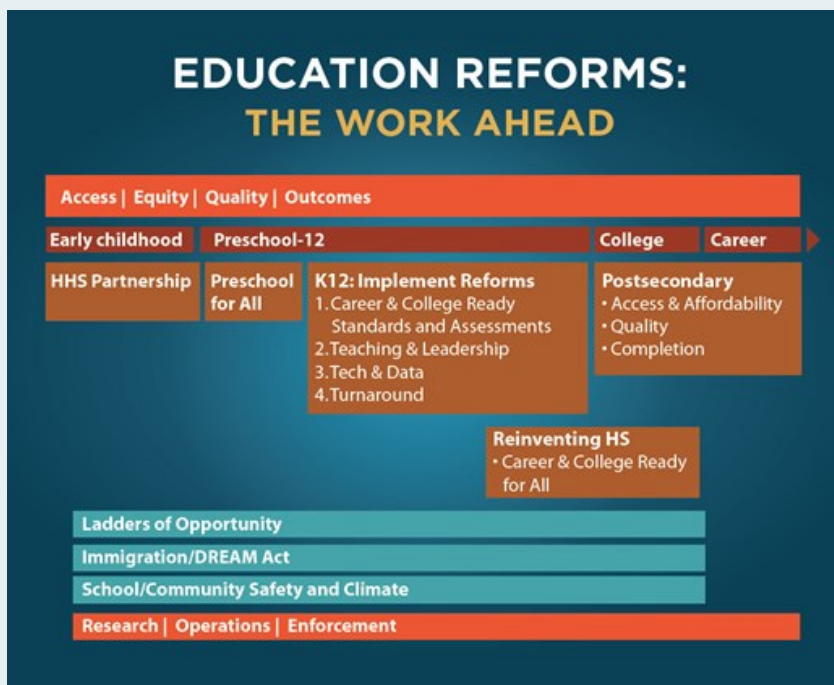 EDUCATION REFORMS:
THE WORK AHEAD
Access | Equity | Quality | Outcomes
Early childhood
Preschool-12
College
Career
HHS Partnership
Preschool
for All
K12: Implement Reforms
1. Career & College Ready
Standards and Assessments
2. Teaching & Leadership
3. Tech & Data
4. Turnaround
Postsecondary
• Access & Affordability
• Quality
• Completion
Reinventing HS
• Career & College Ready
for All
Ladders of Opportunity
Immigration/DREAM Act
School/Community Safety and Climate
Research | Operations | Enforcement